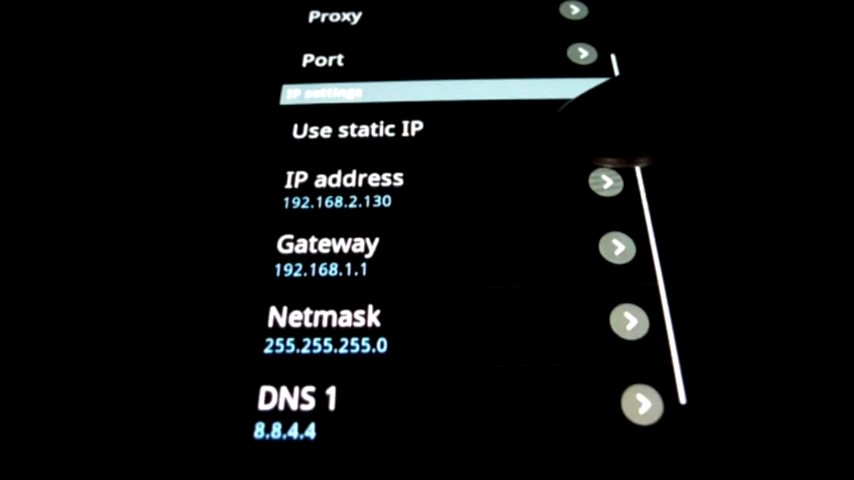 Proxy
Port
IP settings
Use static IP
IP address
192.168.2.130
Gateway
192.168.1.1
Netmask
255.255.255.0
DNS 1
8.8.4.4